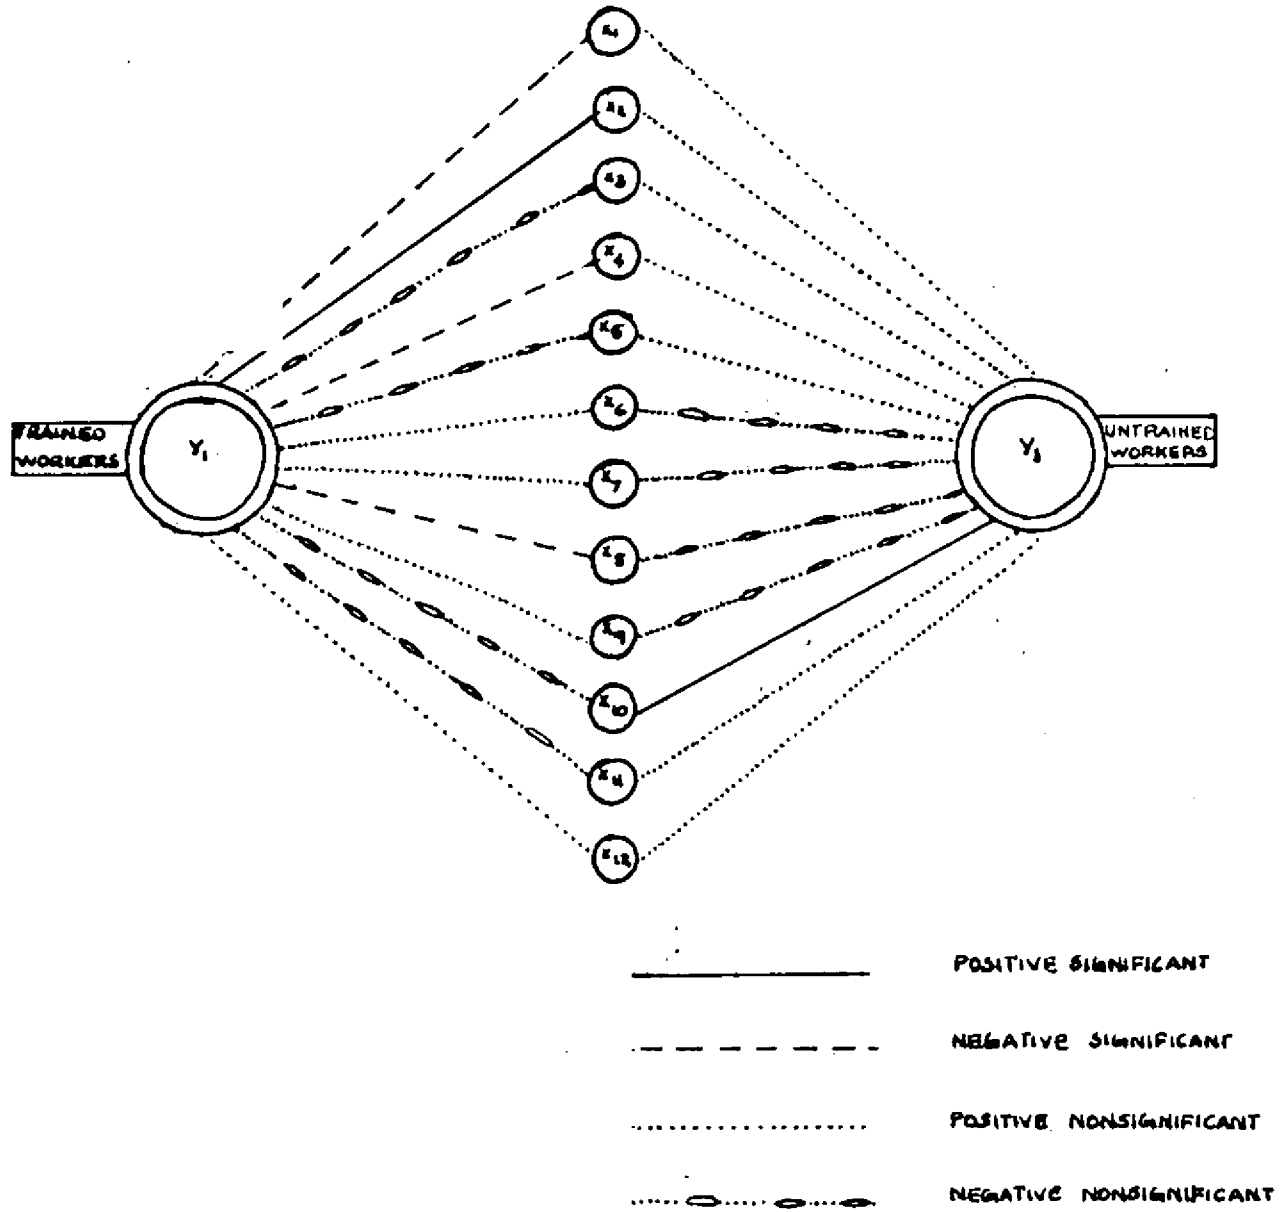 X1
X2
X3
X4
X5
X6
X7
X8
X9
X10
X11
X12
TRAINED
WORKERS
Y1
UNTRAINED
WORKERS
POSITIVE SIGNIFICANT
NEGATIVE SIGNIFICANT
POSITIVE NONSIGNIFICANT
NEGATIVE NONSIGNIFICANT